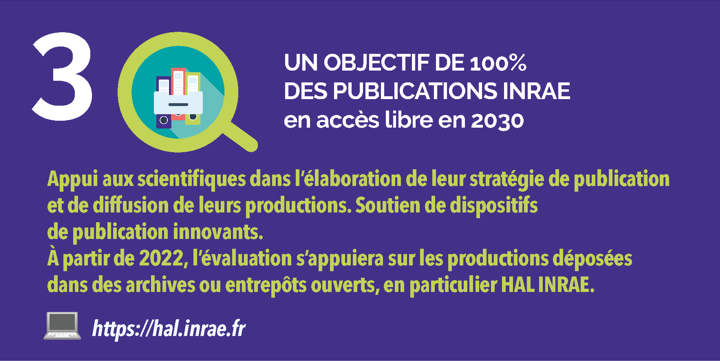 3
UN OBJECTIF DE 100%
DES PUBLICATIONS INRAE
en accès libre en 2030
Appui aux scientifiques dans l'élaboration de leur stratégie de publication
et de diffusion de leurs productions. Soutien de dispositifs
de publication innovants.
À partir de 2022, l'évaluation s'appuiera sur les productions déposées
dans des archives ou entrepôts ouverts, en particulier HAL INRAE.
https://hal.inrae.fr